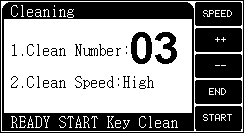 Cleaning
1.Clean Number:03
2.Clean Speed:High
READY START Key Clean
SPEED
++
--
END
START